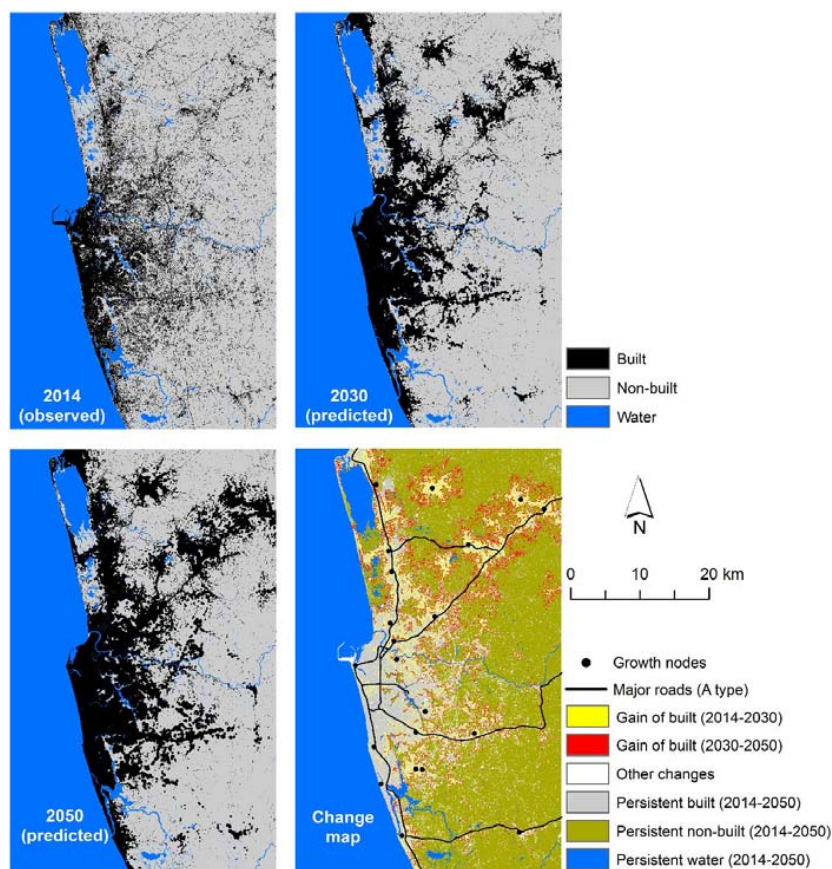 2014
(observed)
2030
(predicted)
Built
Non-built
Water
2050
(predicted)
Change
map
N
0 10 20 km
Growth nodes
Major roads (A type)
Gain of built (2014-2030)
Gain of built (2030-2050)
Other changes
Persistent built (2014-2050)
Persistent non-built (2014-2050)
Persistent water (2014-2050)